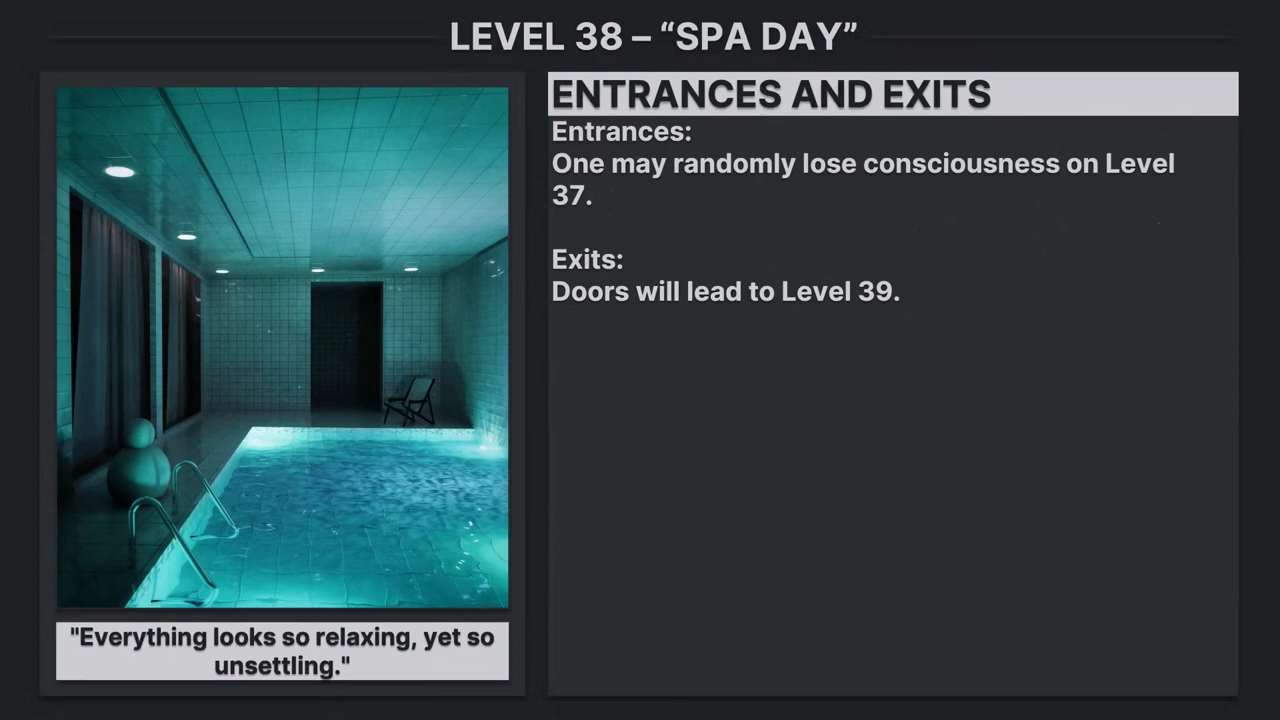 LEVEL 38 – “SPA DAY”
"Everything looks so relaxing, yet so
unsettling."
ENTRANCES AND EXITS
Entrances:
One may randomly lose consciousness on Level
37.
Exits:
Doors will lead to Level 39.